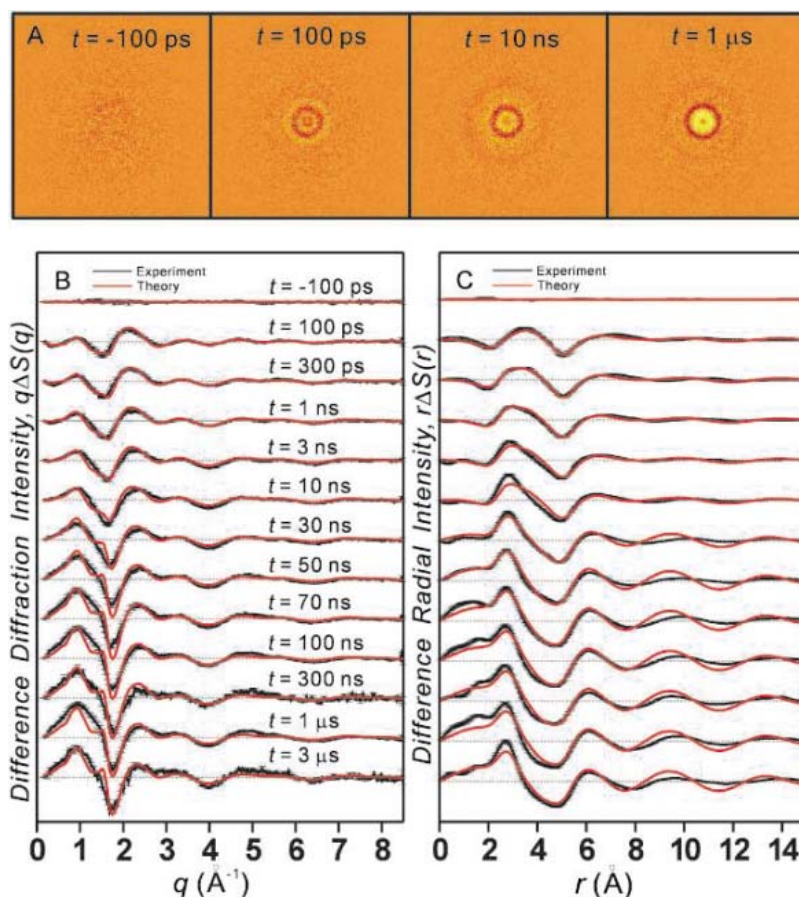 A
t = -100 ps
t = 100 ps
t = 10 ns
t = 1 μs
B
Experiment
Theory
t = -100 ps
t = 100 ps
t = 300 ps
t = 1 ns
t = 3 ns
t = 10 ns
t = 30 ns
t = 50 ns
t = 70 ns
t = 100 ns
t = 300 ns
t = 1 μs
t = 3 μs
Difference Diffraction Intensity, qΔS(q)
0 1 2 3 4 5 6 7 8
q (Å⁻¹)
C
Experiment
Theory
Difference Radial Intensity, rΔS(r)
0 2 4 6 8 10 12 14
r (Å)